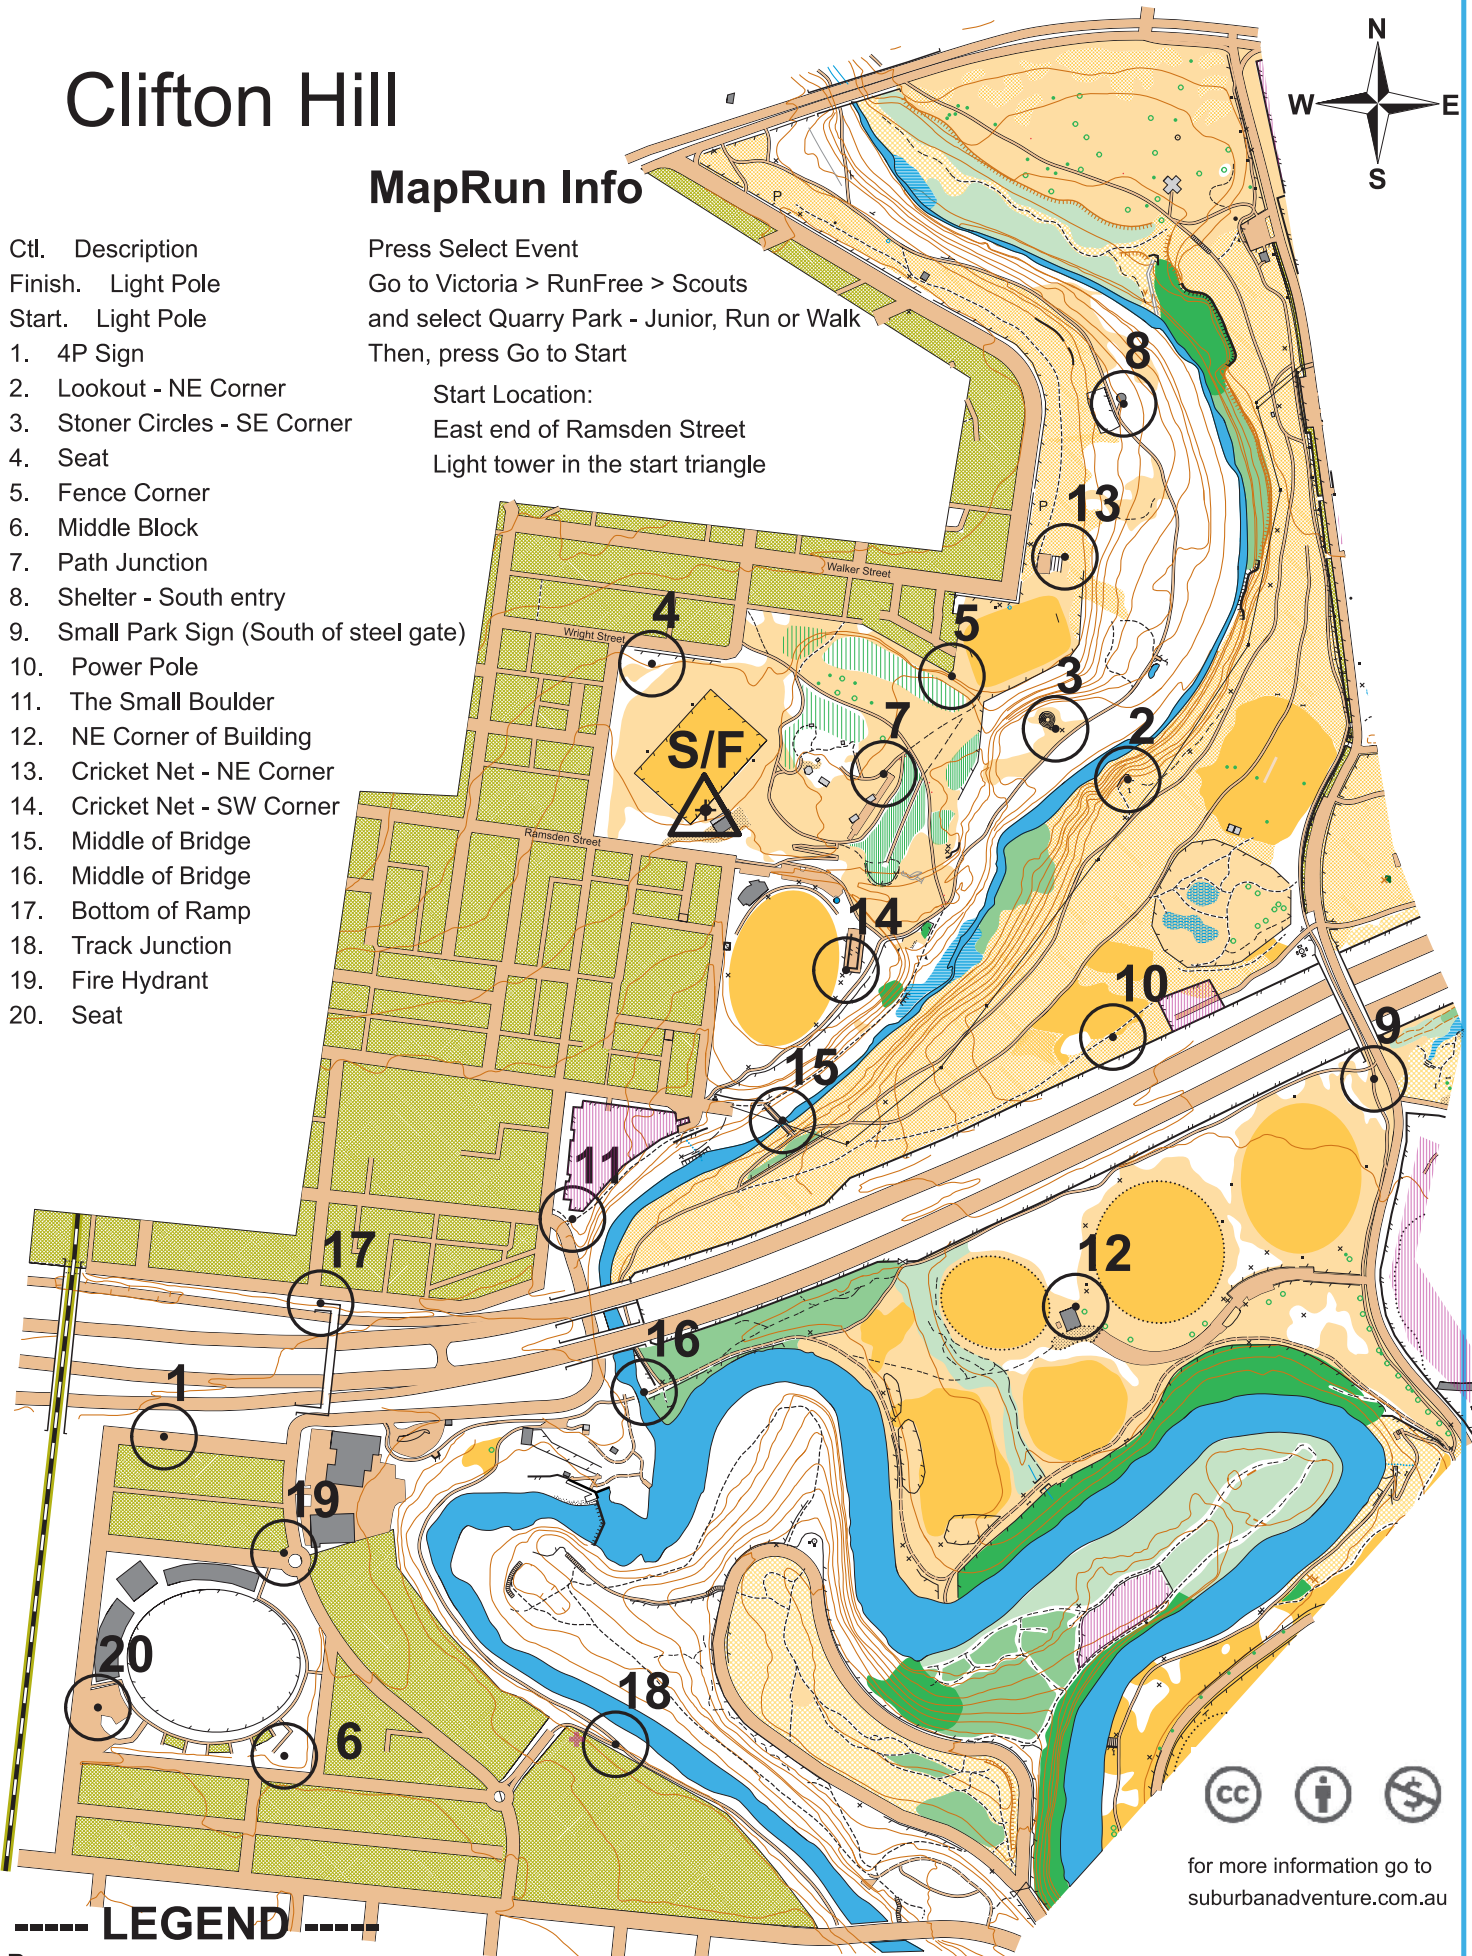 Clifton Hill
N
W
E
S
MapRun Info
Press Select Event
Go to Victoria > RunFree > Scouts
and select Quarry Park - Junior, Run or Walk
Then, press Go to Start
Start Location:
East end of Ramsden Street
Light tower in the start triangle
Ctl. Description
Finish. Light Pole
Start. Light Pole
1. 4P Sign
2. Lookout - NE Corner
3. Stoner Circles - SE Corner
4. Seat
5. Fence Corner
6. Middle Block
7. Path Junction
8. Shelter - South entry
9. Small Park Sign (South of steel gate)
10. Power Pole
11. The Small Boulder
12. NE Corner of Building
13. Cricket Net - NE Corner
14. Cricket Net - SW Corner
15. Middle of Bridge
16. Middle of Bridge
17. Bottom of Ramp
18. Track Junction
19. Fire Hydrant
20. Seat
P
8
P
13
Walker Street
4
Wright Street
5
3
7
2
S/F
Ramsden Street
14
10
9
15
11
17
12
16
1
19
20
18
6
cc
$
for more information go to
suburbanadventure.com.au
----- LEGEND -----